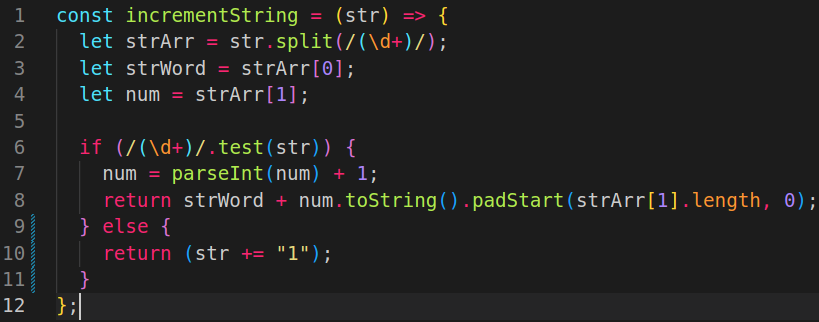 1 const incrementString = (str) => {
2 let strArr = str.split(/(\d+)/);
3 let strWord = strArr[0];
4 let num = strArr[1];
5
6 if (/(\d+)/.test(str)) {
7 num = parseInt(num) + 1;
8 return strWord + num.toString().padStart(strArr[1].length, 0);
9 } else {
10 return (str += "1");
11 }
12 };